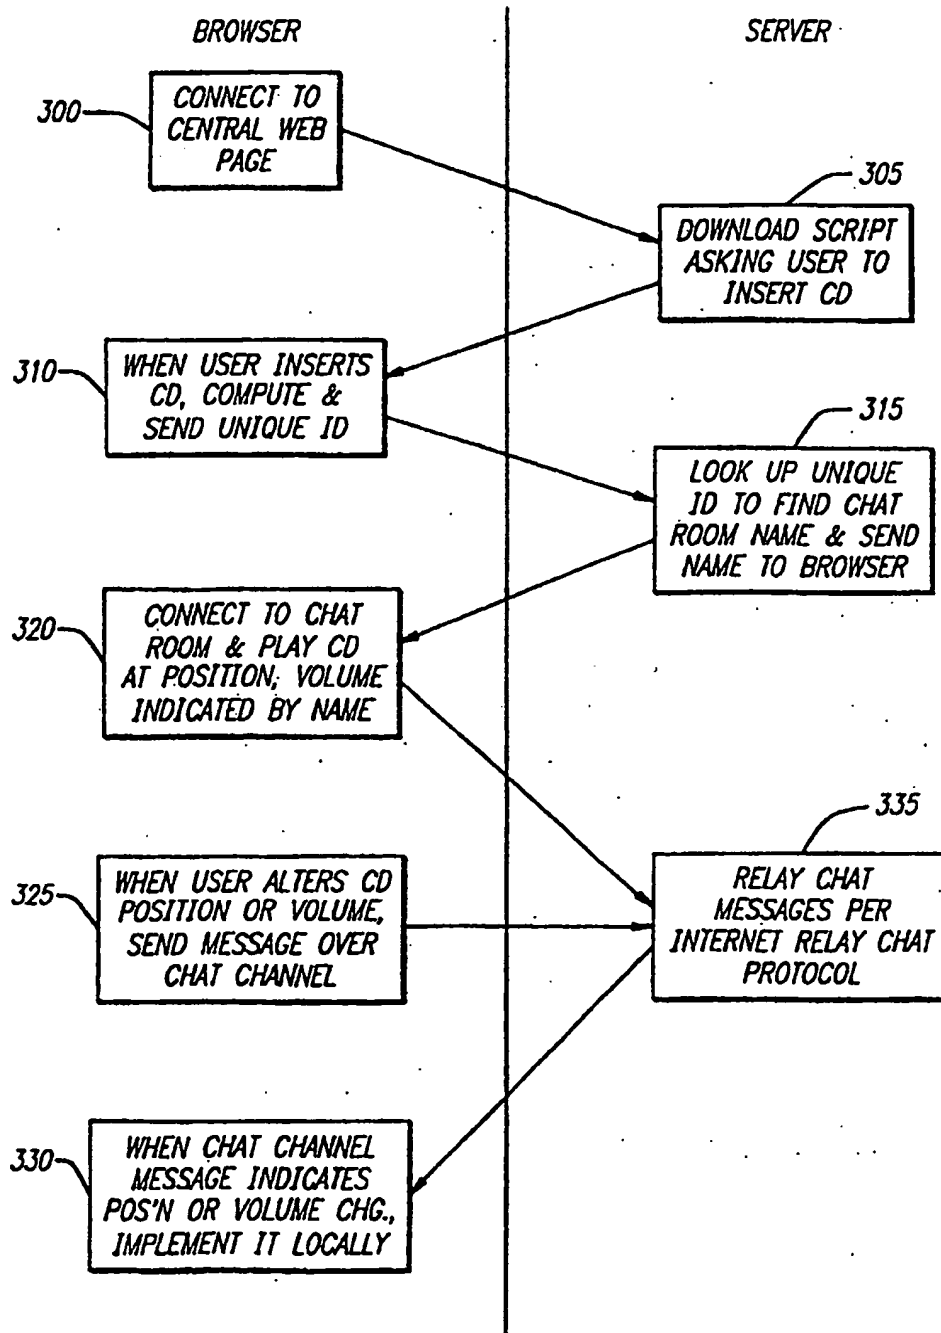 BROWSER
SERVER
300
CONNECT TO
CENTRAL WEB
PAGE
305
DOWNLOAD SCRIPT
ASKING USER TO
INSERT CD
310
WHEN USER INSERTS
CD, COMPUTE &
SEND UNIQUE ID
315
LOOK UP UNIQUE
ID TO FIND CHAT
ROOM NAME & SEND
NAME TO BROWSER
320
CONNECT TO CHAT
ROOM & PLAY CD
AT POSITION, VOLUME
INDICATED BY NAME
325
WHEN USER ALTERS CD
POSITION OR VOLUME,
SEND MESSAGE OVER
CHAT CHANNEL
335
RELAY CHAT
MESSAGES PER
INTERNET RELAY CHAT
PROTOCOL
330
WHEN CHAT CHANNEL
MESSAGE INDICATES
POS'N OR VOLUME CHG.,
IMPLEMENT IT LOCALLY